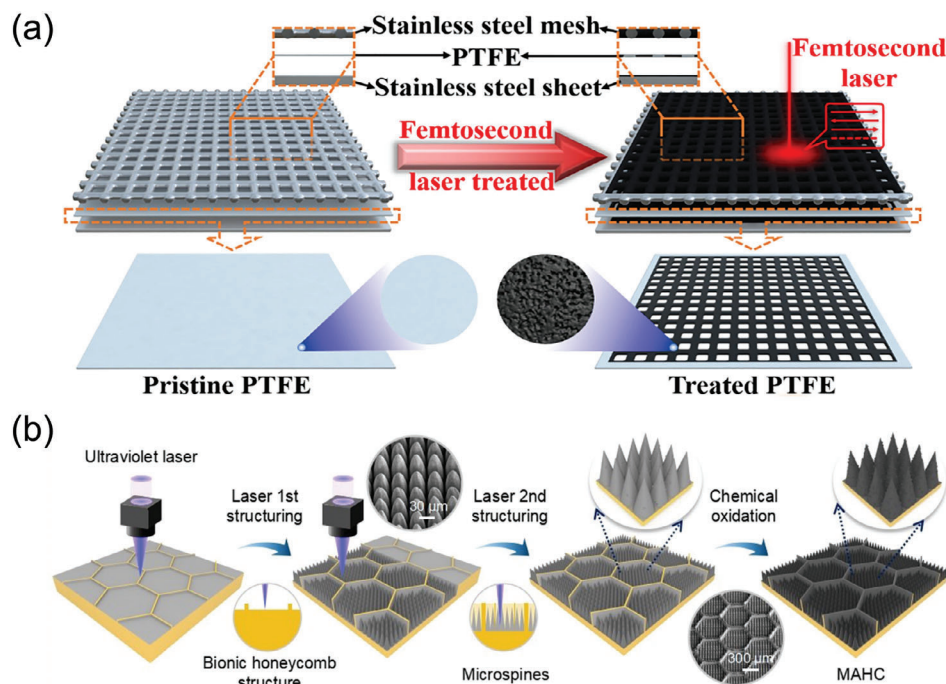 (a)
Stainless steel mesh
PTFE
Stainless steel sheet
Femtosecond
laser
Femtosecond
laser treated
Pristine PTFE
Treated PTFE
(b)
Ultraviolet laser
Laser 1st
structuring
30 μm
Laser 2nd
structuring
Chemical
oxidation
Bionic honeycomb
structure
Microspines
300 μm
MAHC